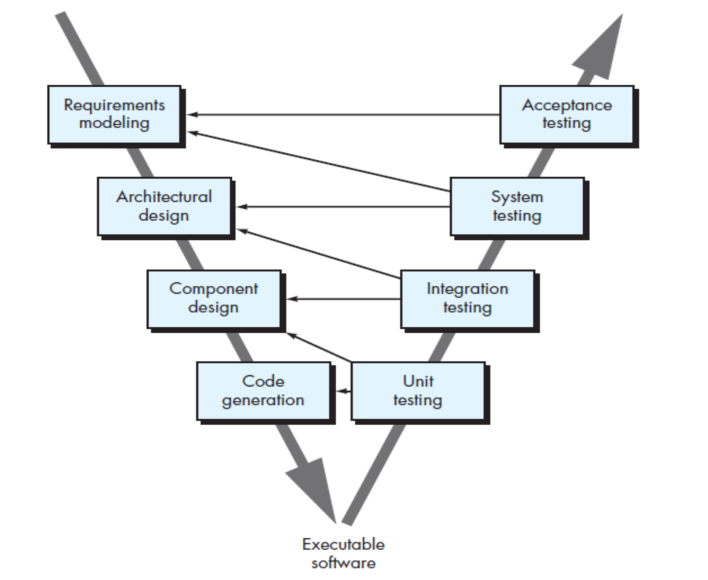 Requirements
modeling
Acceptance
testing
Architectural
design
System
testing
Component
design
Integration
testing
Code
generation
Unit
testing
Executable
software